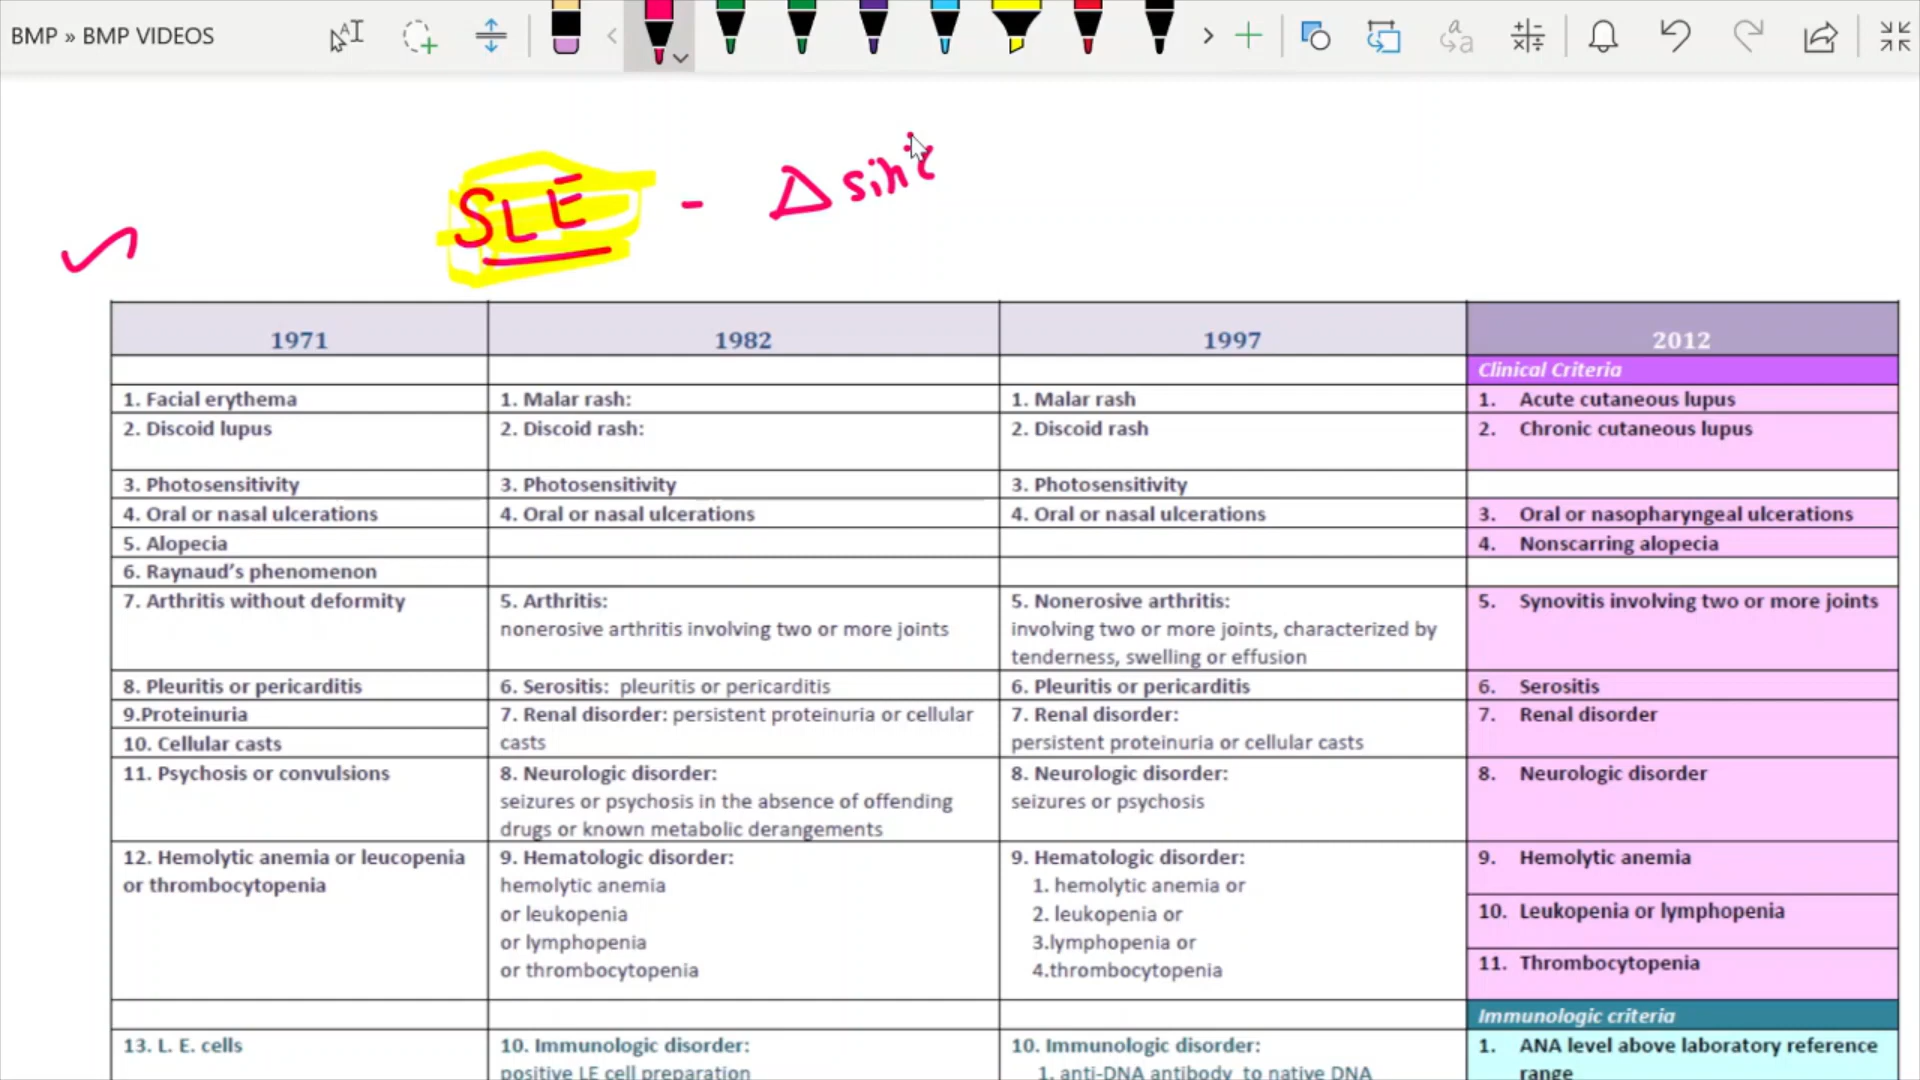 BMP » BMP VIDEOS
SLE - Δ sinc
1971 1982 1997 2012
Clinical Criteria
1. Facial erythema 1. Malar rash: 1. Malar rash 1. Acute cutaneous lupus
2. Discoid lupus 2. Discoid rash: 2. Discoid rash 2. Chronic cutaneous lupus
3. Photosensitivity 3. Photosensitivity 3. Photosensitivity
4. Oral or nasal ulcerations 4. Oral or nasal ulcerations 4. Oral or nasal ulcerations 3. Oral or nasopharyngeal ulcerations
5. Alopecia 4. Nonscarring alopecia
6. Raynaud's phenomenon
7. Arthritis without deformity 5. Arthritis: 5. Nonerosive arthritis: 5. Synovitis involving two or more joints
nonerosive arthritis involving two or more joints involving two or more joints, characterized by
tenderness, swelling or effusion
8. Pleuritis or pericarditis 6. Serositis: pleuritis or pericarditis 6. Pleuritis or pericarditis 6. Serositis
9.Proteinuria 7. Renal disorder: persistent proteinuria or cellular 7. Renal disorder: 7. Renal disorder
10. Cellular casts casts persistent proteinuria or cellular casts
11. Psychosis or convulsions 8. Neurologic disorder: 8. Neurologic disorder: 8. Neurologic disorder
seizures or psychosis in the absence of offending seizures or psychosis
drugs or known metabolic derangements
12. Hemolytic anemia or leucopenia 9. Hematologic disorder: 9. Hematologic disorder: 9. Hemolytic anemia
or thrombocytopenia hemolytic anemia 1. hemolytic anemia or
or leukopenia 2. leukopenia or 10. Leukopenia or lymphopenia
or lymphopenia 3.lymphopenia or
or thrombocytopenia 4.thrombocytopenia 11. Thrombocytopenia
Immunologic criteria
13. L. E. cells 10. Immunologic disorder: 10. Immunologic disorder: 1. ANA level above laboratory reference
positive LE cell preparation 1. anti-DNA antibody to native DNA range